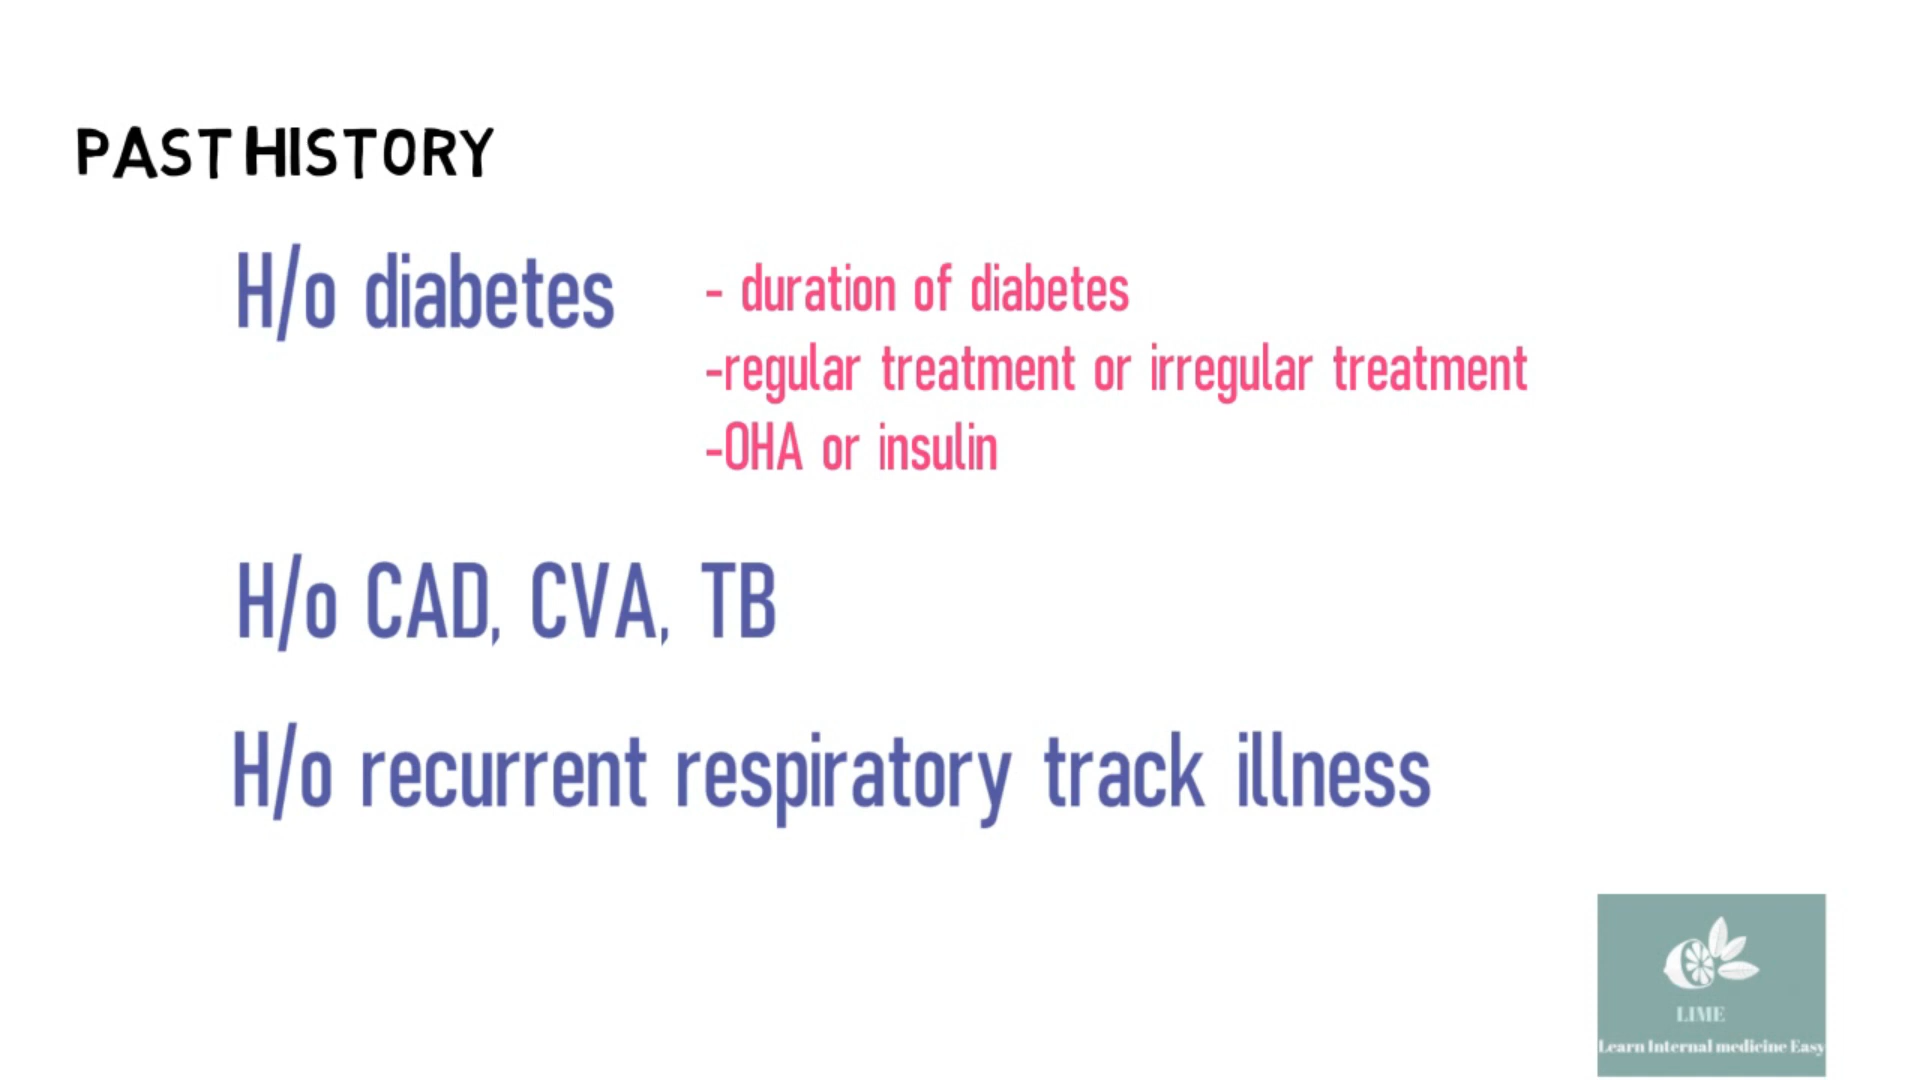 PAST HISTORY
H/o diabetes
- duration of diabetes
-regular treatment or irregular treatment
-OHA or insulin
H/o CAD, CVA, TB
H/o recurrent respiratory track illness
LIME
Learn Internal medicine Easy